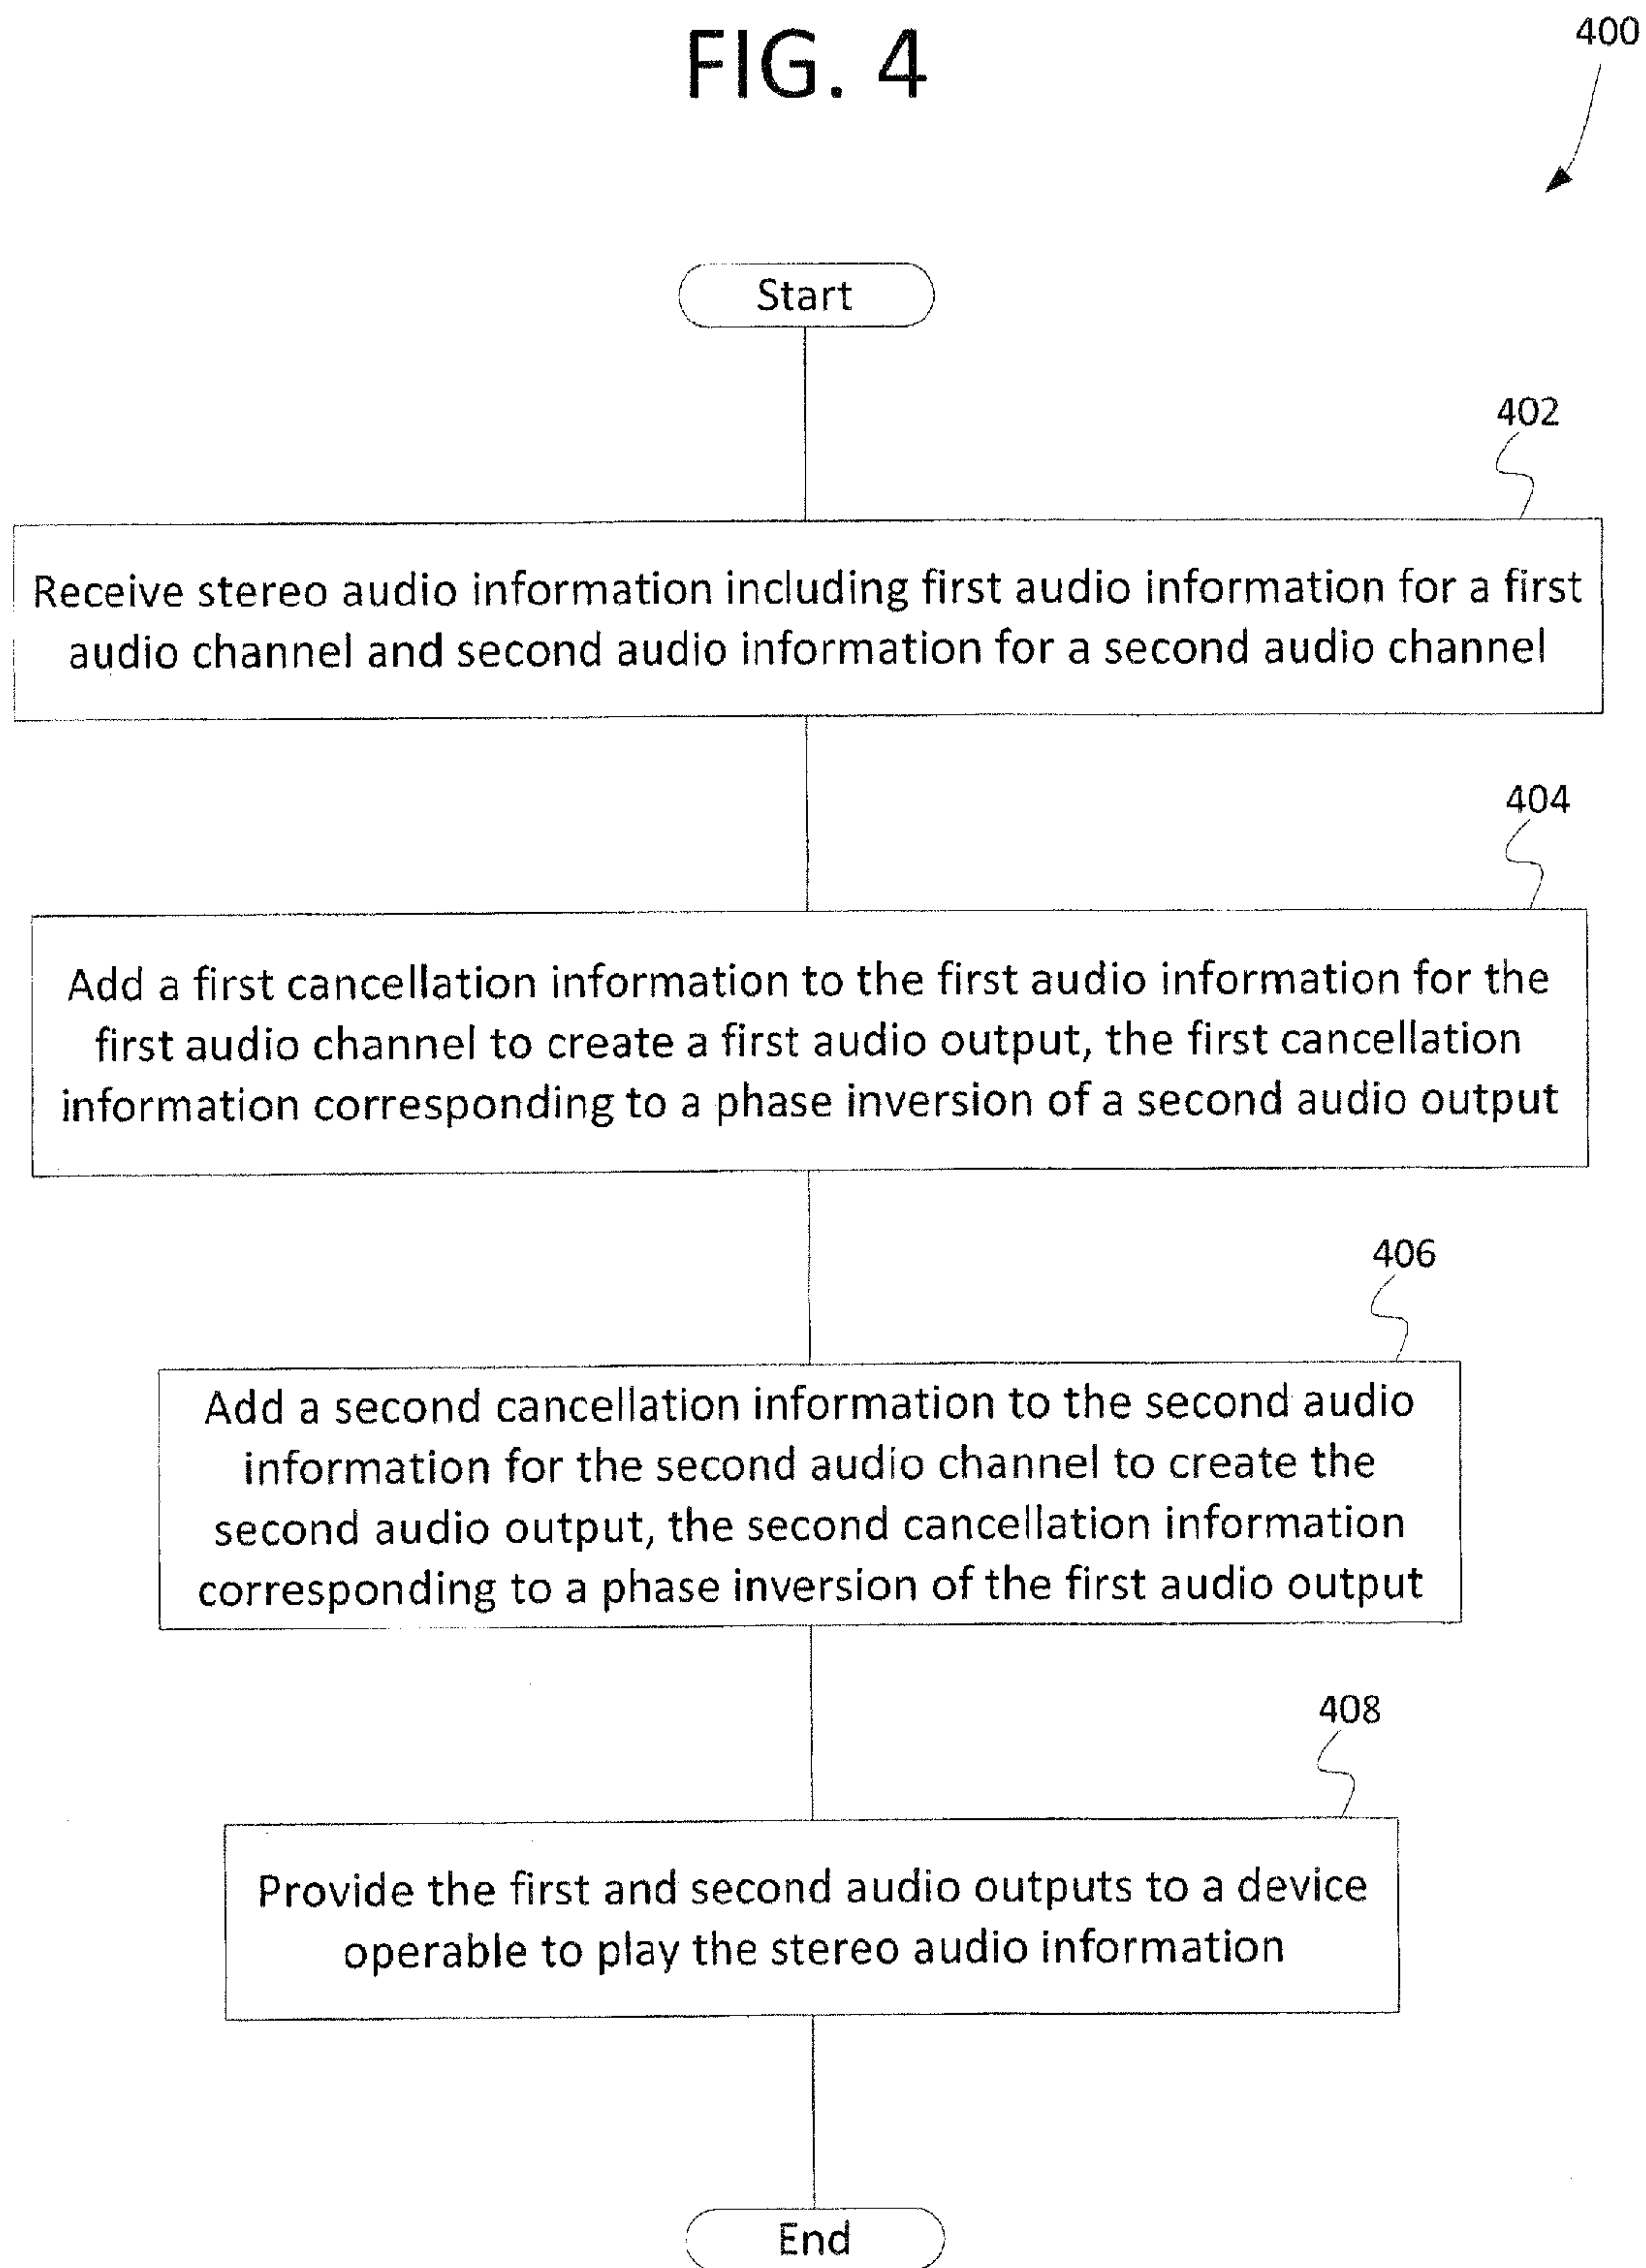 FIG. 4
400
Start
402
Receive stereo audio information including first audio information for a first
audio channel and second audio information for a second audio channel
404
Add a first cancellation information to the first audio information for the
first audio channel to create a first audio output, the first cancellation
information corresponding to a phase inversion of a second audio output
406
Add a second cancellation information to the second audio
information for the second audio channel to create the
second audio output, the second cancellation information
corresponding to a phase inversion of the first audio output
408
Provide the first and second audio outputs to a device
operable to play the stereo audio information
End